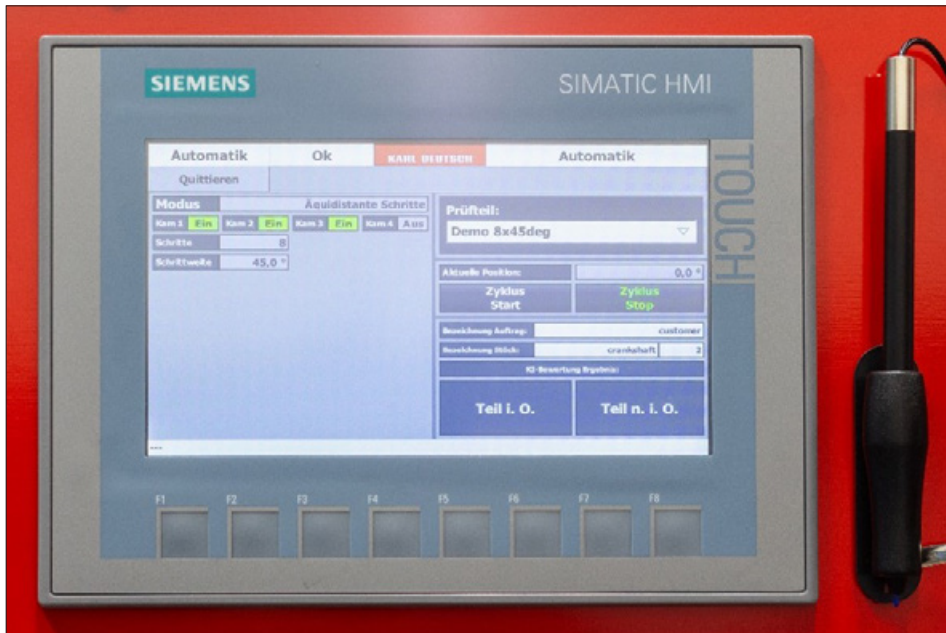 SIEMENS
SIMATIC HMI
TOUCH
Automatik Ok KARL DEUTSCH Automatik
Quittieren
Modus Äquidistante Schritte
Kam 1 Ein Kam 2 Ein Kam 3 Ein Kam 4 Aus
Schritte 8
Schrittweite 45,0 °
Prüfteil:
Demo 8x45deg
Aktuelle Position: 0,0 °
Zyklus Start
Zyklus Stop
Bezeichnung Auftrag: customer
Bezeichnung Stück: crankshaft 2
KI-Bewertung Ergebnis:
Teil i. O. Teil n. i. O.
---
F1 F2 F3 F4 F5 F6 F7 F8